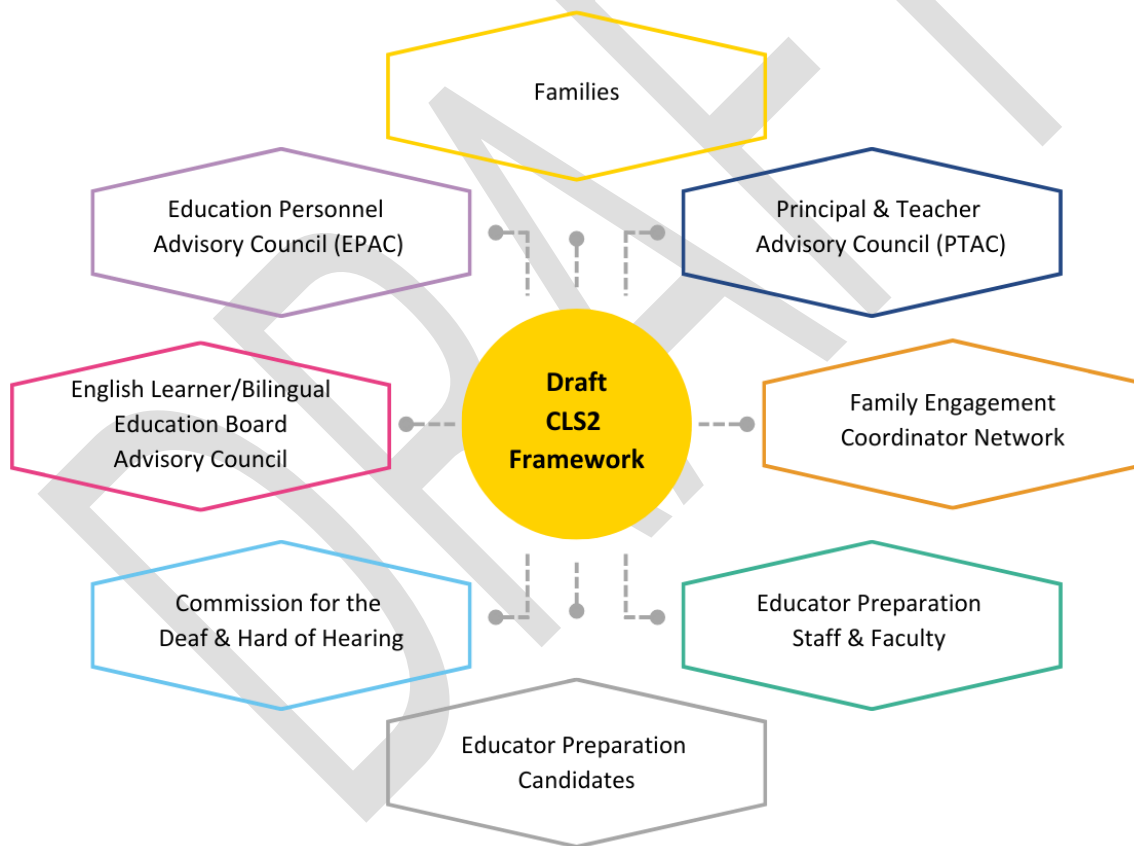 Families
Education Personnel
Advisory Council (EPAC)
Principal & Teacher
Advisory Council (PTAC)
English Learner/Bilingual
Education Board
Advisory Council
Draft
CLS2
Framework
Family Engagement
Coordinator Network
Commission for the
Deaf & Hard of Hearing
Educator Preparation
Staff & Faculty
Educator Preparation
Candidates
DRAFT